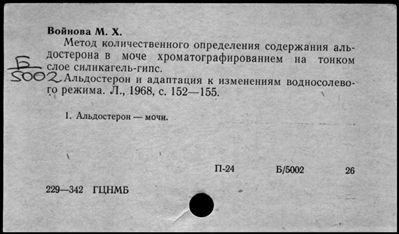 Войнова М. Х.
Метод количественного определения содержания аль-
достерона в моче хроматографированием на тонком
слое силикагель-гипс.
Б
5002
Альдостерон и адаптация к изменениям водносолево-
го режима. Л., 1968, с. 152—155.
1. Альдостерон — мочи.
П-24 Б/5002 26
229—342 ГЦНМБ